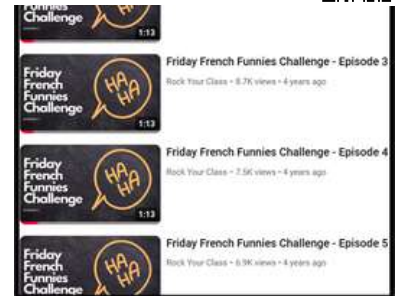 Funnies
Challenge
1:13
Friday French Funnies Challenge - Episode 3
Rock Your Class • 8.7K views • 4 years ago
Friday
French
Funnies
Challenge
HA
HA
1:13
Friday French Funnies Challenge - Episode 4
Rock Your Class • 7.5K views • 4 years ago
Friday
French
Funnies
Challenge
HA
HA
1:13
Friday French Funnies Challenge - Episode 5
Rock Your Class • 6.9K views • 4 years ago
Friday
French
Funnies
Challenge
HA
HA